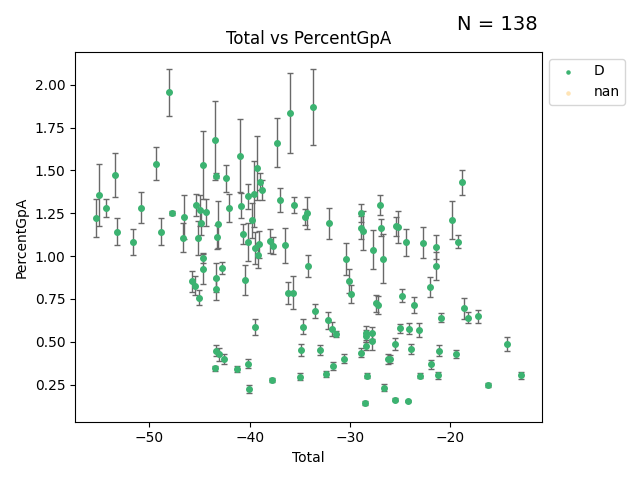 N = 138
Total vs PercentGpA
D
nan
PercentGpA
2.00
1.75
1.50
1.25
1.00
0.75
0.50
0.25
−50 −40 −30 −20
Total